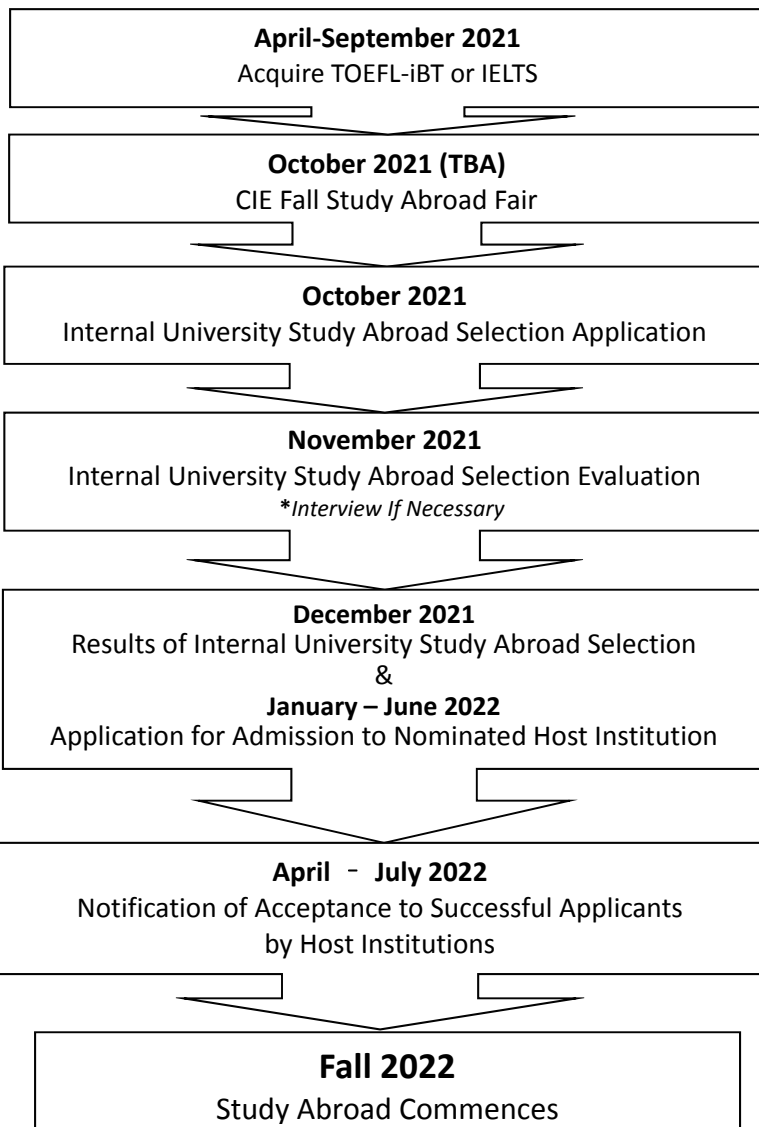 April-September 2021
Acquire TOEFL-iBT or IELTS
October 2021 (TBA)
CIE Fall Study Abroad Fair
October 2021
Internal University Study Abroad Selection Application
November 2021
Internal University Study Abroad Selection Evaluation
*Interview If Necessary
December 2021
Results of Internal University Study Abroad Selection
&
January – June 2022
Application for Admission to Nominated Host Institution
April - July 2022
Notification of Acceptance to Successful Applicants
by Host Institutions
Fall 2022
Study Abroad Commences